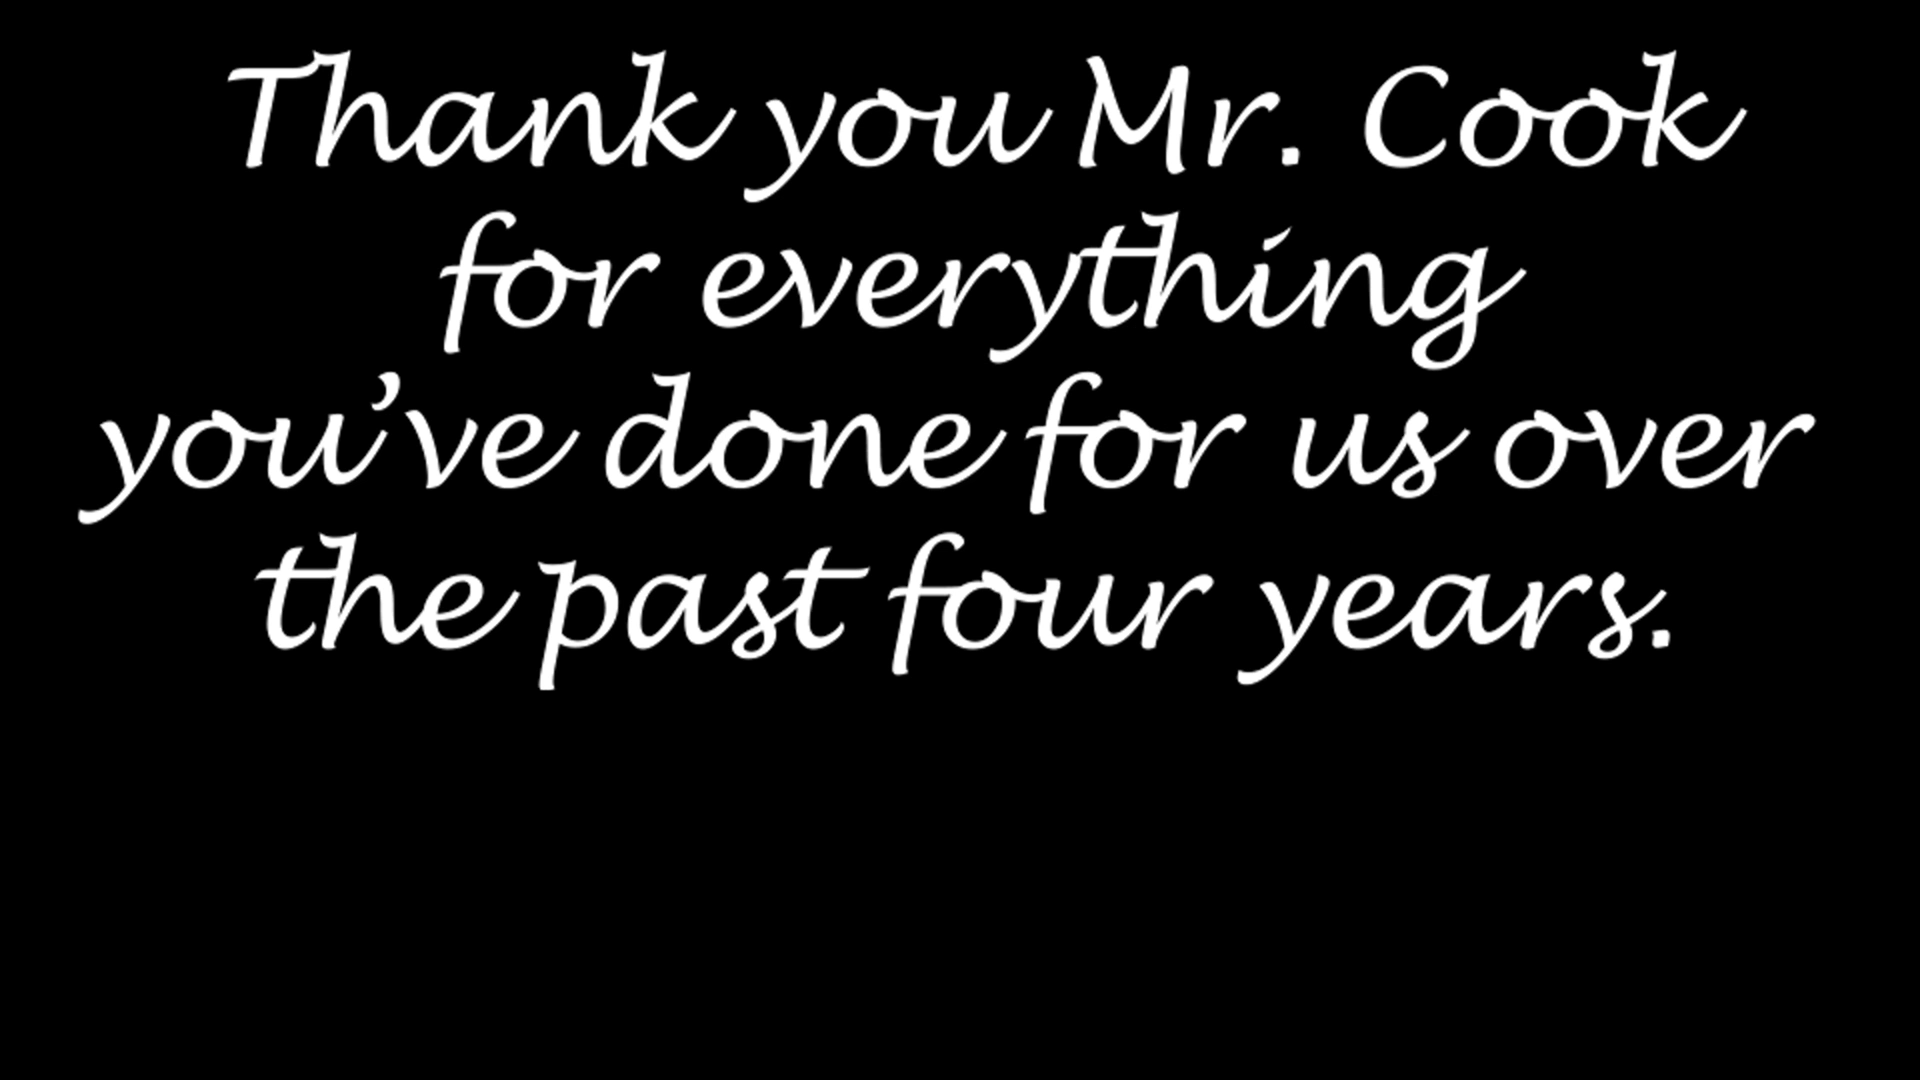 Thank you Mr. Cook
for everything
you’ve done for us over
the past four years.